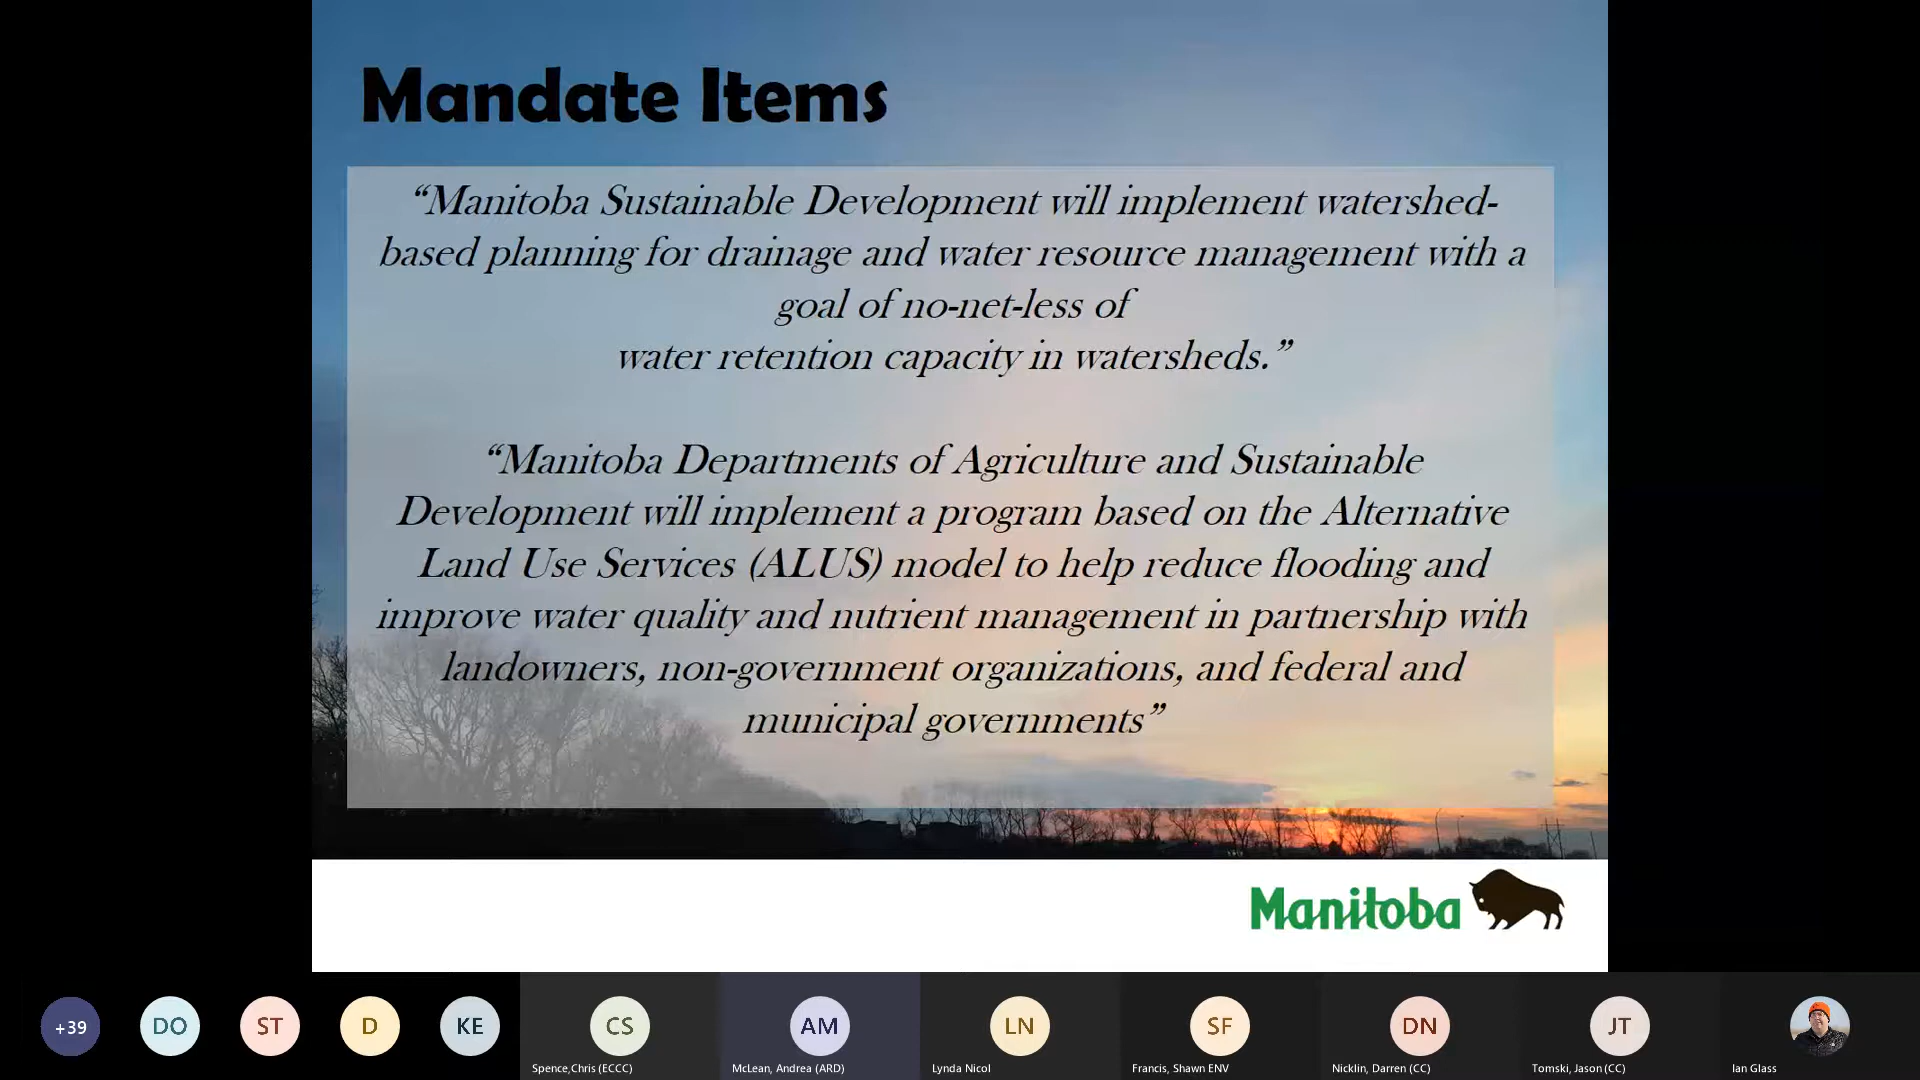 Mandate Items
“Manitoba Sustainable Development will implement watershed-
based planning for drainage and water resource management with a
goal of no-net-less of
water retention capacity in watersheds.”
“Manitoba Departments of Agriculture and Sustainable
Development will implement a program based on the Alternative
Land Use Services (ALUS) model to help reduce flooding and
improve water quality and nutrient management in partnership with
landowners, non-government organizations, and federal and
municipal governments”
Manitoba
+39
DO
ST
D
KE
CS
AM
LN
SF
DN
JT
Spence,Chris (ECCC)
McLean, Andrea (ARD)
Lynda Nicol
Francis, Shawn ENV
Nicklin, Darren (CC)
Tomski, Jason (CC)
Ian Glass